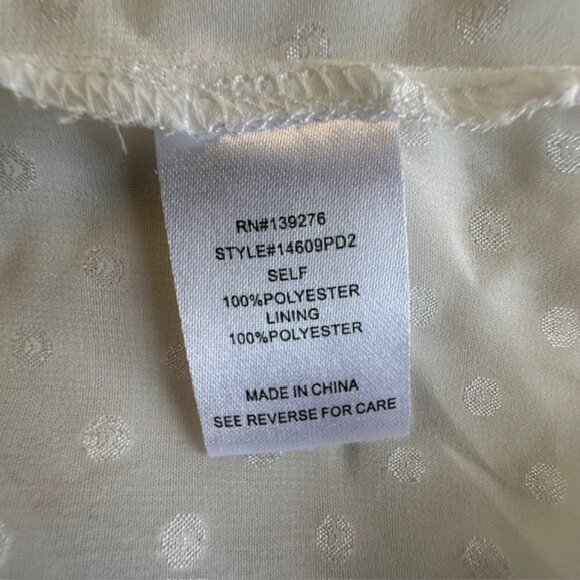 RN#139276
STYLE#14609PD2
SELF
100%POLYESTER
LINING
100%POLYESTER
MADE IN CHINA
SEE REVERSE FOR CARE